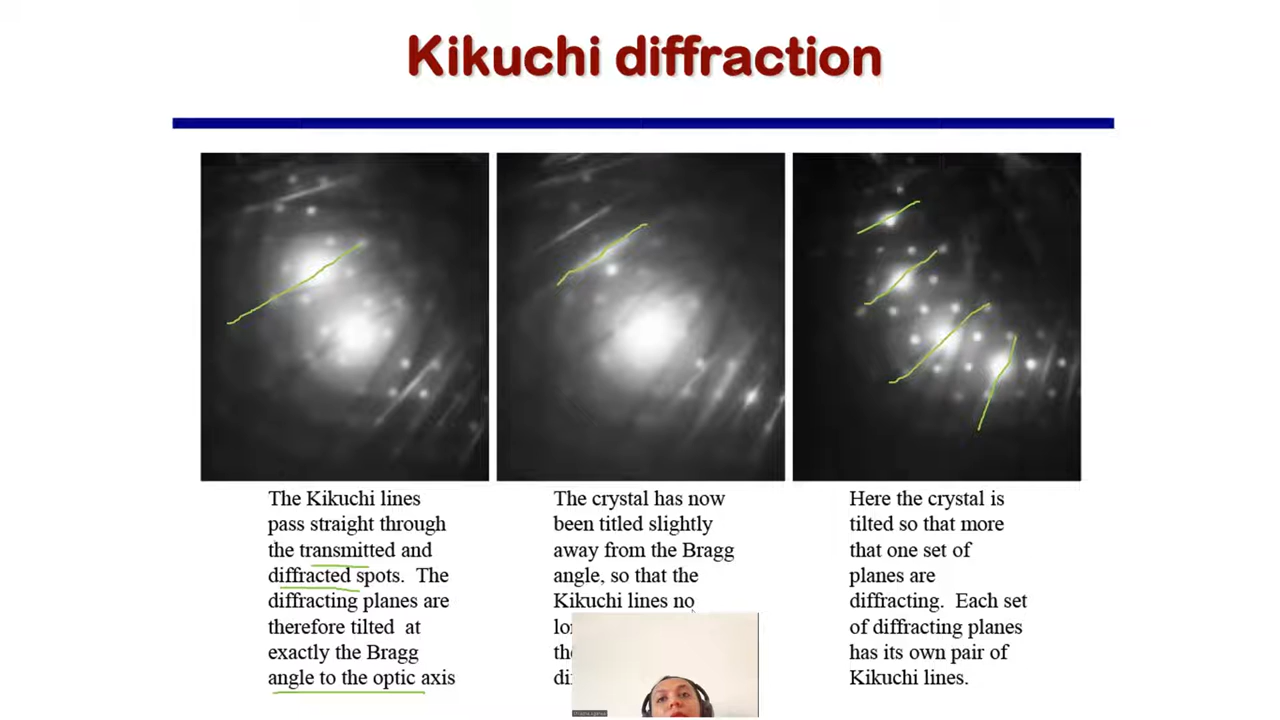 Kikuchi diffraction
The Kikuchi lines
pass straight through
the transmitted and
diffracted spots. The
diffracting planes are
therefore tilted at
exactly the Bragg
angle to the optic axis
The crystal has now
been titled slightly
away from the Bragg
angle, so that the
Kikuchi lines no
Here the crystal is
tilted so that more
that one set of
planes are
diffracting. Each set
of diffracting planes
has its own pair of
Kikuchi lines.